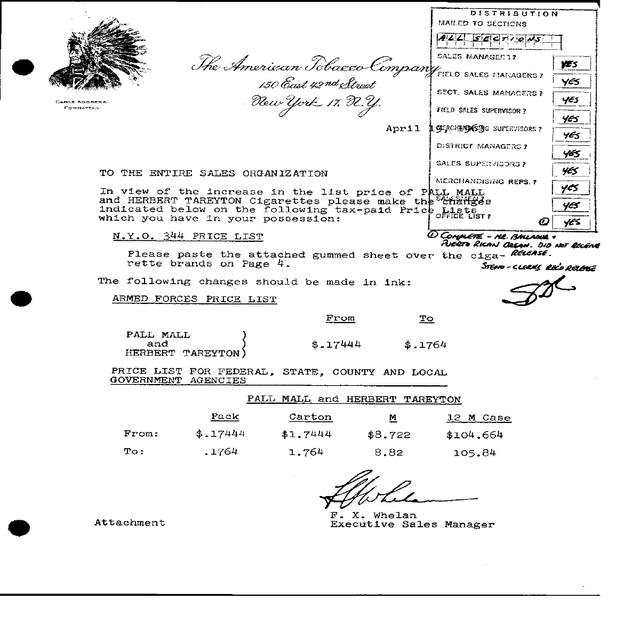 CABLE ADDRESS.
The American Tobacco Company
150 East 42nd Street
New York 17, N.Y.
DISTRIBUTION
MAILED TO SECTIONS
ALL SECTIONS
SALES MANAGERS? YES
FIELD SALES MANAGERS? YES
SECT. SALES MANAGERS? YES
FIELD SALES SUPERVISOR? YES
MERCHANDISING SUPERVISORS? YES
DISTRICT MANAGERS? YES
SALES SUPERVISORS? YES
MERCHANDISING REPS.? YES
YES
OFFICE LIST? ① YES
① COMPLETE - MR. BALLADUR +
PUERTO RICAN ORGAN. DID NOT RECEIVE
RELEASE.
STENO-CLERKS REC'D RELEASE
April 19, 1963
TO THE ENTIRE SALES ORGANIZATION
In view of the increase in the list price of PALL MALL
and HERBERT TAREYTON Cigarettes please make the changes
indicated below on the following tax-paid Price Lists
which you have in your possession:
N.Y.O. 344 PRICE LIST
Please paste the attached gummed sheet over the ciga-
rette brands on Page 4.
The following changes should be made in ink:
ARMED FORCES PRICE LIST
From To
PALL MALL )
and ) $.17444 $.1764
HERBERT TAREYTON)
PRICE LIST FOR FEDERAL, STATE, COUNTY AND LOCAL
GOVERNMENT AGENCIES
PALL MALL and HERBERT TAREYTON
Pack Carton M 12 M Case
From: $.17444 $1.7444 $8.722 $104.664
To: .1764 1.764 8.82 105.84
F X Whelan
F. X. Whelan
Executive Sales Manager
Attachment